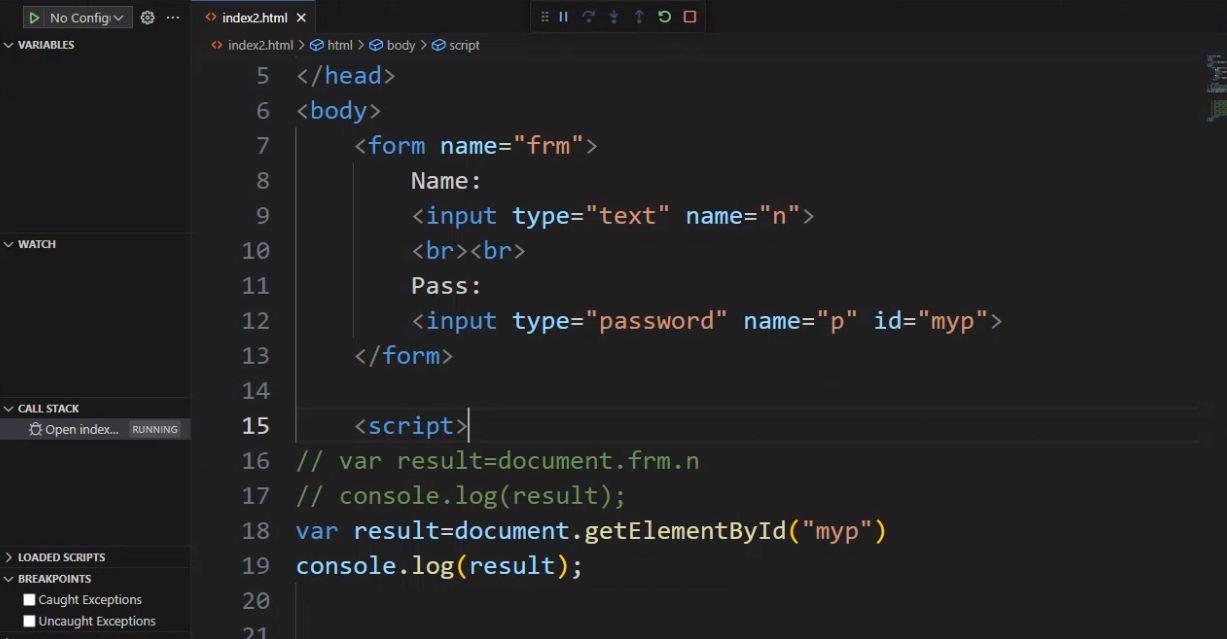 No Config
index2.html
index2.html > html > body > script
VARIABLES
WATCH
CALL STACK
Open index... RUNNING
LOADED SCRIPTS
BREAKPOINTS
Caught Exceptions
Uncaught Exceptions
5 </head>
6 <body>
7 <form name="frm">
8 Name:
9 <input type="text" name="n">
10 <br><br>
11 Pass:
12 <input type="password" name="p" id="myp">
13 </form>
14
15 <script>
16 // var result=document.frm.n
17 // console.log(result);
18 var result=document.getElementById("myp")
19 console.log(result);
20
21